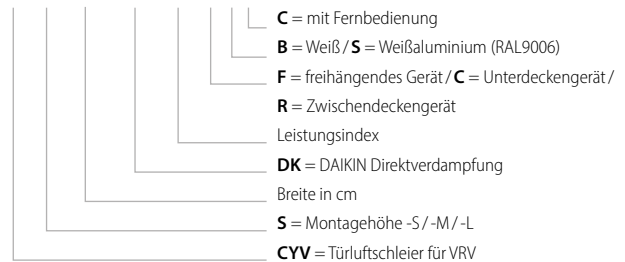 C = mit Fernbedienung
B = Weiß / S = Weißaluminium (RAL9006)
F = freihängendes Gerät / C = Unterdeckengerät /
R = Zwischendeckengerät
Leistungsindex
DK = DAIKIN Direktverdampfung
Breite in cm
S = Montagehöhe -S / -M / -L
CYV = Türluftschleier für VRV